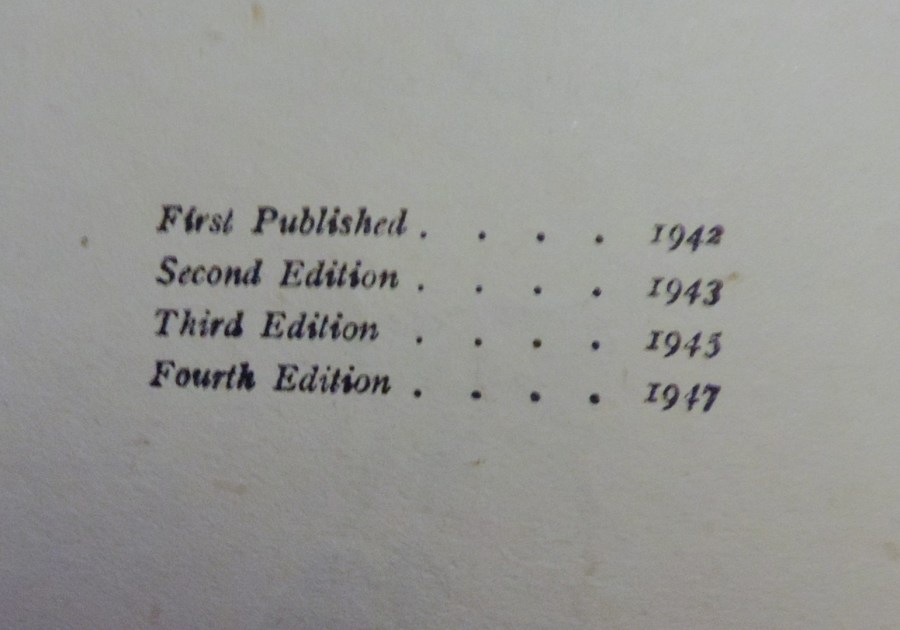 First Published . . . . 1942
Second Edition . . . . 1943
Third Edition . . . . 1945
Fourth Edition . . . . 1947